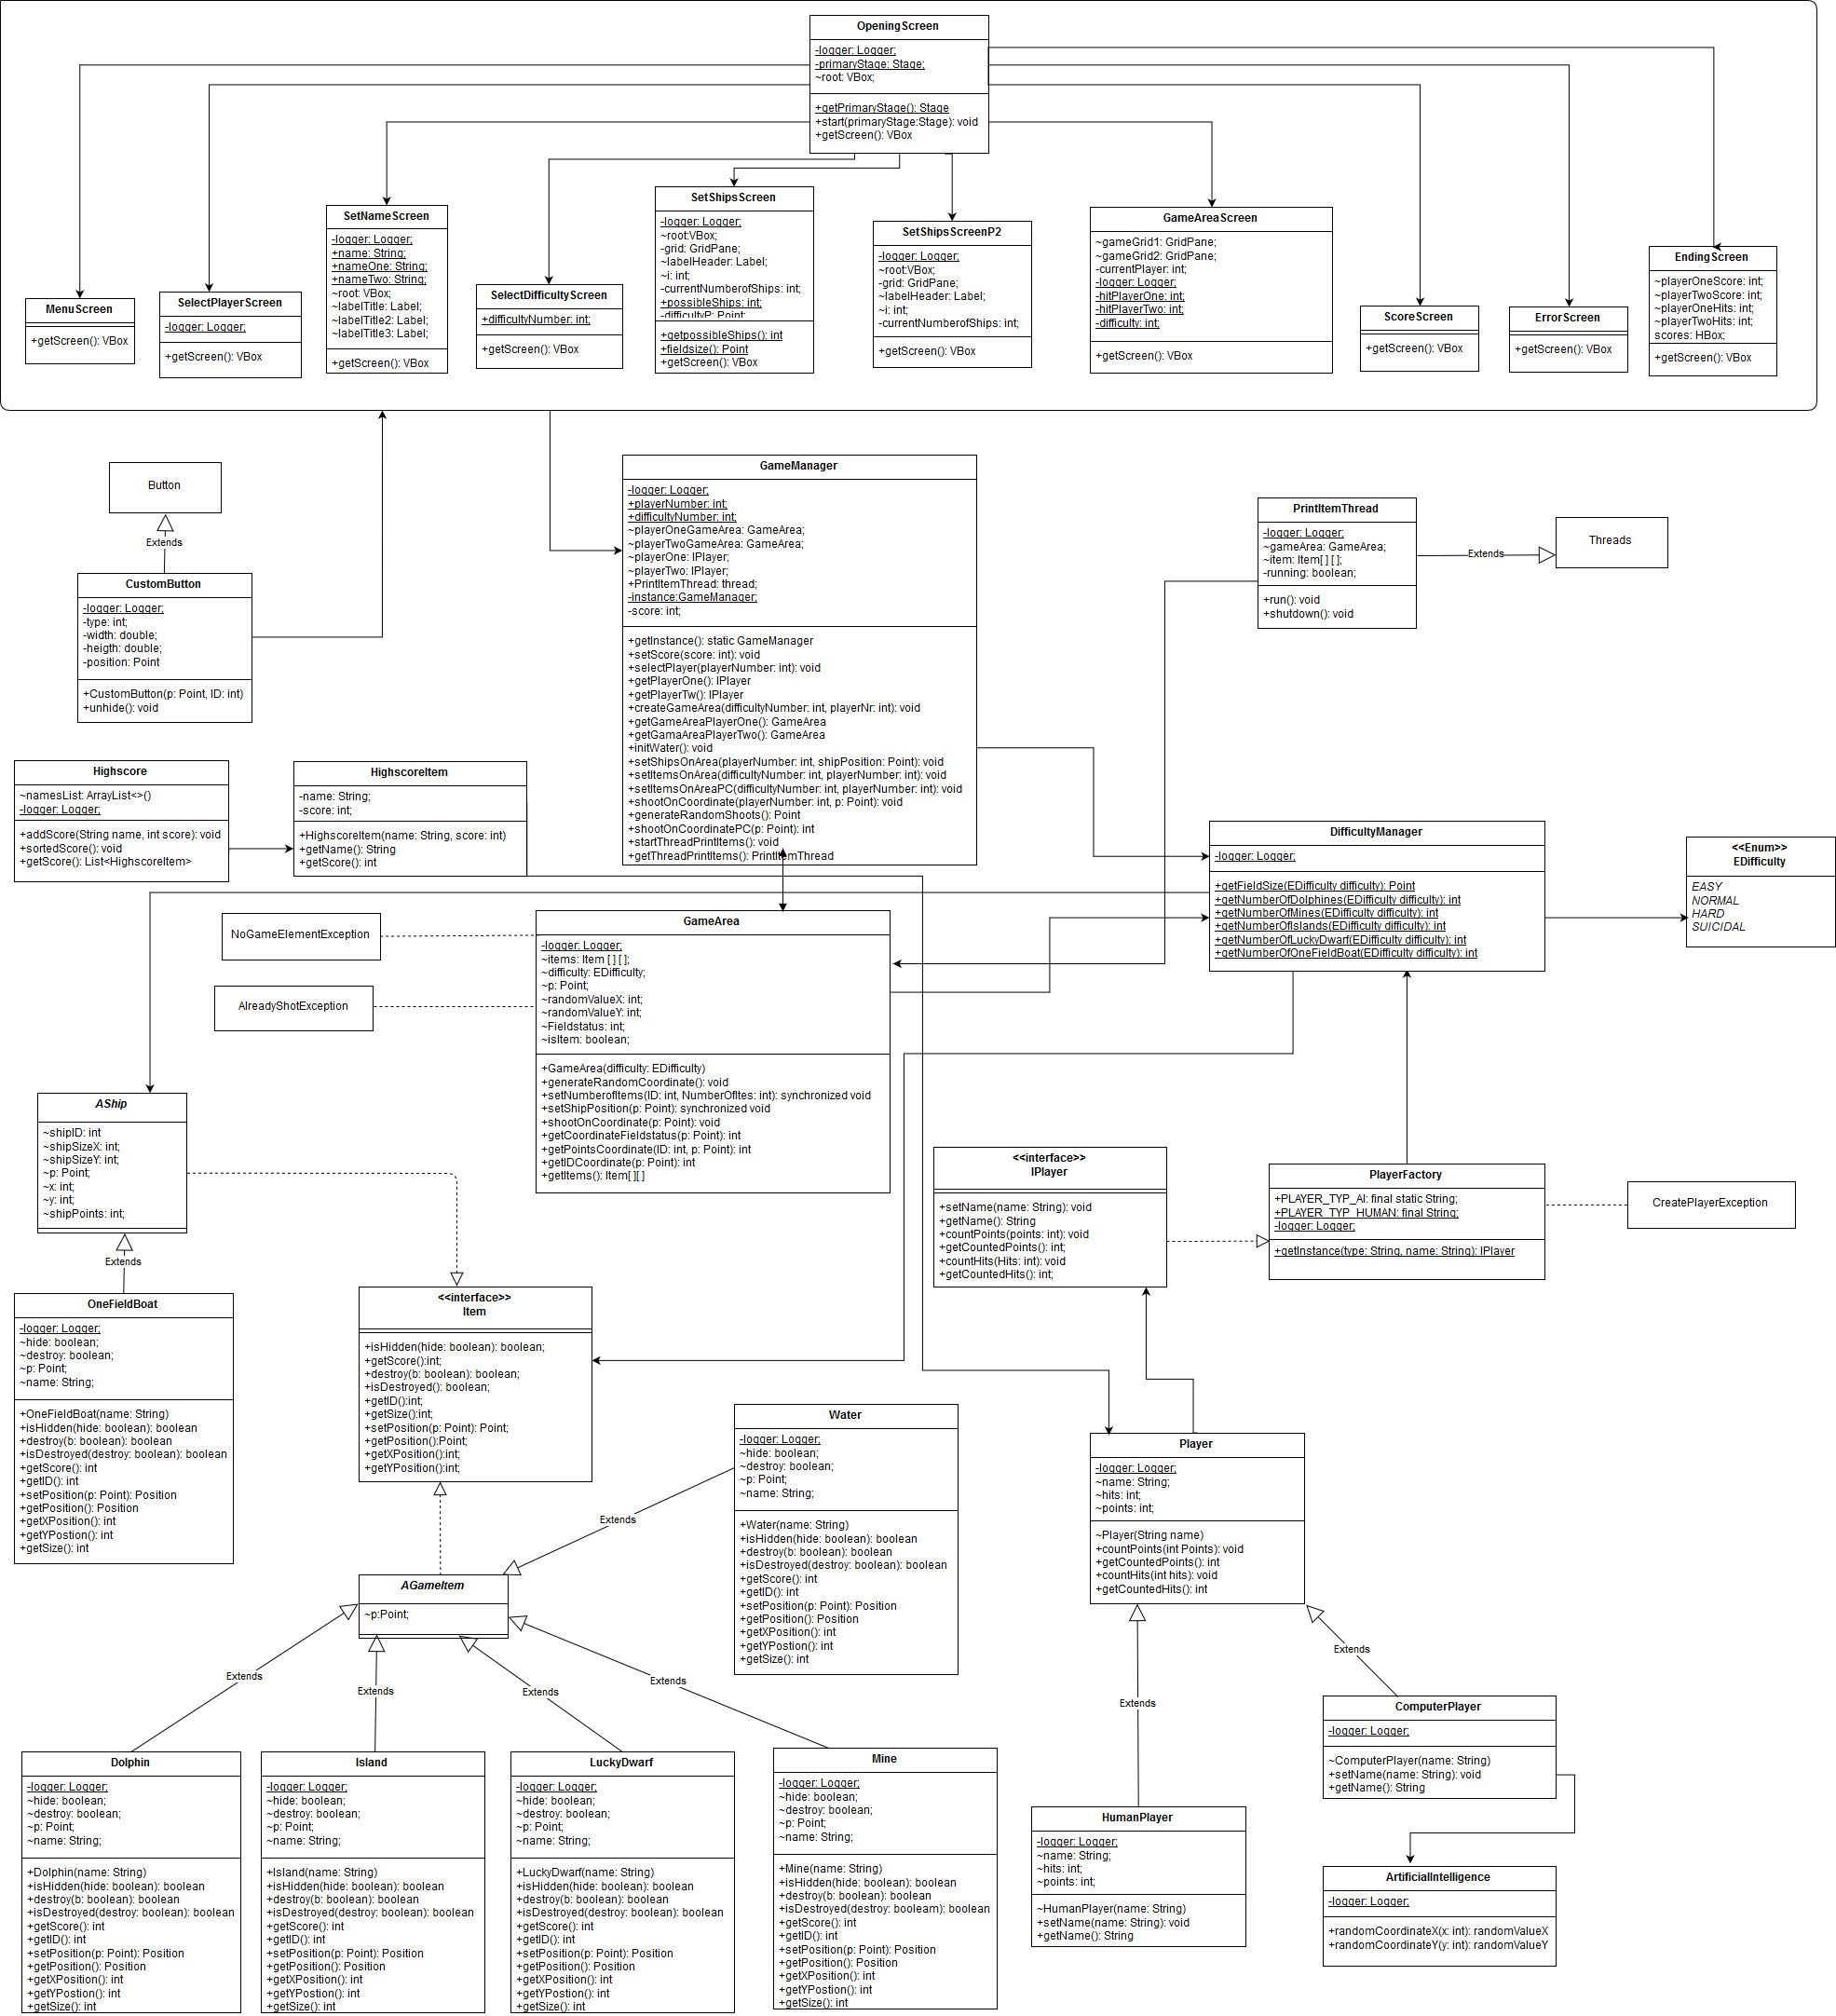 OpeningScreen
-logger: Logger;
-primaryStage: Stage;
~root: VBox;
+getPrimaryStage(): Stage
+start(primaryStage:Stage): void
+getScreen(): VBox
MenuScreen
+getScreen(): VBox
SelectPlayerScreen
-logger: Logger;
+getScreen(): VBox
SetNameScreen
-logger: Logger;
+name: String;
+nameOne: String;
+nameTwo: String;
~root: VBox;
~labelTitle: Label;
~labelTitle2: Label;
~labelTitle3: Label;
+getScreen(): VBox
SelectDifficultyScreen
+difficultyNumber: int;
+getScreen(): VBox
SetShipsScreen
-logger: Logger;
~root:VBox;
-grid: GridPane;
~labelHeader: Label;
~i: int;
-currentNumberofShips: int;
+possibleShips: int;
-difficultyP: Point;
+getpossibleShips(): int
+fieldsize(): Point
+getScreen(): VBox
SetShipsScreenP2
-logger: Logger;
~root:VBox;
-grid: GridPane;
~labelHeader: Label;
~i: int;
-currentNumberofShips: int;
+getScreen(): VBox
GameAreaScreen
~gameGrid1: GridPane;
~gameGrid2: GridPane;
-currentPlayer: int;
-logger: Logger;
-hitPlayerOne: int;
-hitPlayerTwo: int;
-difficulty: int;
+getScreen(): VBox
ScoreScreen
+getScreen(): VBox
ErrorScreen
+getScreen(): VBox
EndingScreen
~playerOneScore: int;
~playerTwoScore: int;
~playerOneHits: int;
~playerTwoHits: int;
scores: HBox;
+getScreen(): VBox
Button
Extends
CustomButton
-logger: Logger;
-type: int;
-width: double;
-heigth: double;
-position: Point
+CustomButton(p: Point, ID: int)
+unhide(): void
GameManager
-logger: Logger;
+playerNumber: int;
+difficultyNumber: int;
~playerOneGameArea: GameArea;
~playerTwoGameArea: GameArea;
~playerOne: IPlayer;
~playerTwo: IPlayer;
+PrintItemThread: thread;
-instance:GameManager;
-score: int;
+getInstance(): static GameManager
+setScore(score: int): void
+selectPlayer(playerNumber: int): void
+getPlayerOne(): IPlayer
+getPlayerTw(): IPlayer
+createGameArea(difficultyNumber: int, playerNr: int): void
+getGameAreaPlayerOne(): GameArea
+getGamaAreaPlayerTwo(): GameArea
+initWater(): void
+setShipsOnArea(playerNumber: int, shipPosition: Point): void
+setItemsOnArea(difficultyNumber: int, playerNumber: int): void
+setItemsOnAreaPC(difficultyNumber: int, playerNumber: int): void
+shootOnCoordinate(playerNumber: int, p: Point): void
+generateRandomShoots(): Point
+shootOnCoordinatePC(p: Point): int
+startThreadPrintItems(): void
+getThreadPrintItems(): PrintItemThread
PrintItemThread
-logger: Logger;
~gameArea: GameArea;
~item: Item[ ] [ ];
-running: boolean;
+run(): void
+shutdown(): void
Extends
Threads
Highscore
~namesList: ArrayList<>()
-logger: Logger;
+addScore(String name, int score): void
+sortedScore(): void
+getScore(): List<HighscoreItem>
HighscoreItem
-name: String;
-score: int;
+HighscoreItem(name: String, score: int)
+getName(): String
+getScore(): int
DifficultyManager
-logger: Logger;
+getFieldSize(EDifficulty difficulty): Point
+getNumberOfDolphines(EDifficulty difficulty): int
+getNumberOfMines(EDifficulty difficulty): int
+getNumberOfIslands(EDifficulty difficulty): int
+getNumberOfLuckyDwarf(EDifficulty difficulty): int
+getNumberOfOneFieldBoat(EDifficulty difficulty): int
<<Enum>>
EDifficulty
EASY
NORMAL
HARD
SUICIDAL
NoGameElementException
AlreadyShotException
GameArea
-logger: Logger;
~items: Item [ ] [ ];
~difficulty: EDifficulty;
~p: Point;
~randomValueX: int;
~randomValueY: int;
~Fieldstatus: int;
~isItem: boolean;
+GameArea(difficulty: EDifficulty)
+generateRandomCoordinate(): void
+setNumberofItems(ID: int, NumberOfItes: int): synchronized void
+setShipPosition(p: Point): synchronized void
+shootOnCoordinate(p: Point): void
+getCoordinateFieldstatus(p: Point): int
+getPointsCoordinate(ID: int, p: Point): int
+getIDCoordinate(p: Point): int
+getItems(): Item[ ][ ]
AShip
~shipID: int
~shipSizeX: int;
~shipSizeY: int;
~p: Point;
~x: int;
~y: int;
~shipPoints: int;
Extends
OneFieldBoat
-logger: Logger;
~hide: boolean;
~destroy: boolean;
~p: Point;
~name: String;
+OneFieldBoat(name: String)
+isHidden(hide: boolean): boolean
+destroy(b: boolean): boolean
+isDestroyed(destroy: boolean): boolean
+getScore(): int
+getID(): int
+setPosition(p: Point): Position
+getPosition(): Position
+getXPosition(): int
+getYPostion(): int
+getSize(): int
<<interface>>
Item
+isHidden(hide: boolean): boolean;
+getScore():int;
+destroy(b: boolean): boolean;
+isDestroyed(): boolean;
+getID():int;
+getSize():int;
+setPosition(p: Point): Point;
+getPosition():Point;
+getXPosition():int;
+getYPosition():int;
<<interface>>
IPlayer
+setName(name: String): void
+getName(): String
+countPoints(points: int): void
+getCountedPoints(): int;
+countHits(Hits: int): void
+getCountedHits(): int;
PlayerFactory
+PLAYER_TYP_AI: final static String;
+PLAYER_TYP_HUMAN: final String;
-logger: Logger;
+getInstance(type: String, name: String): IPlayer
CreatePlayerException
Water
-logger: Logger;
~hide: boolean;
~destroy: boolean;
~p: Point;
~name: String;
+Water(name: String)
+isHidden(hide: boolean): boolean
+destroy(b: boolean): boolean
+isDestroyed(destroy: boolean): boolean
+getScore(): int
+getID(): int
+setPosition(p: Point): Position
+getPosition(): Position
+getXPosition(): int
+getYPostion(): int
+getSize(): int
Extends
AGameItem
~p:Point;
Player
-logger: Logger;
~name: String;
~hits: int;
~points: int;
~Player(String name)
+countPoints(int Points): void
+getCountedPoints(): int
+countHits(int hits): void
+getCountedHits(): int
Extends
Extends
Extends
Extends
Extends
Extends
Dolphin
-logger: Logger;
~hide: boolean;
~destroy: boolean;
~p: Point;
~name: String;
+Dolphin(name: String)
+isHidden(hide: boolean): boolean
+destroy(b: boolean): boolean
+isDestroyed(destroy: boolean): boolean
+getScore(): int
+getID(): int
+setPosition(p: Point): Position
+getPosition(): Position
+getXPosition(): int
+getYPostion(): int
+getSize(): int
Island
-logger: Logger;
~hide: boolean;
~destroy: boolean;
~p: Point;
~name: String;
+Island(name: String)
+isHidden(hide: boolean): boolean
+destroy(b: boolean): boolean
+isDestroyed(destroy: boolean): boolean
+getScore(): int
+getID(): int
+setPosition(p: Point): Position
+getPosition(): Position
+getXPosition(): int
+getYPostion(): int
+getSize(): int
LuckyDwarf
-logger: Logger;
~hide: boolean;
~destroy: boolean;
~p: Point;
~name: String;
+LuckyDwarf(name: String)
+isHidden(hide: boolean): boolean
+destroy(b: boolean): boolean
+isDestroyed(destroy: boolean): boolean
+getScore(): int
+getID(): int
+setPosition(p: Point): Position
+getPosition(): Position
+getXPosition(): int
+getYPostion(): int
+getSize(): int
Mine
-logger: Logger;
~hide: boolean;
~destroy: boolean;
~p: Point;
~name: String;
+Mine(name: String)
+isHidden(hide: boolean): boolean
+destroy(b: boolean): boolean
+isDestroyed(destroy: booleam): boolean
+getScore(): int
+getID(): int
+setPosition(p: Point): Position
+getPosition(): Position
+getXPosition(): int
+getYPostion(): int
+getSize(): int
HumanPlayer
-logger: Logger;
~name: String;
~hits: int;
~points: int;
~HumanPlayer(name: String)
+setName(name: String): void
+getName(): String
ComputerPlayer
-logger: Logger;
~ComputerPlayer(name: String)
+setName(name: String): void
+getName(): String
ArtificialIntelligence
-logger: Logger;
+randomCoordinateX(x: int): randomValueX
+randomCoordinateY(y: int): randomValueY